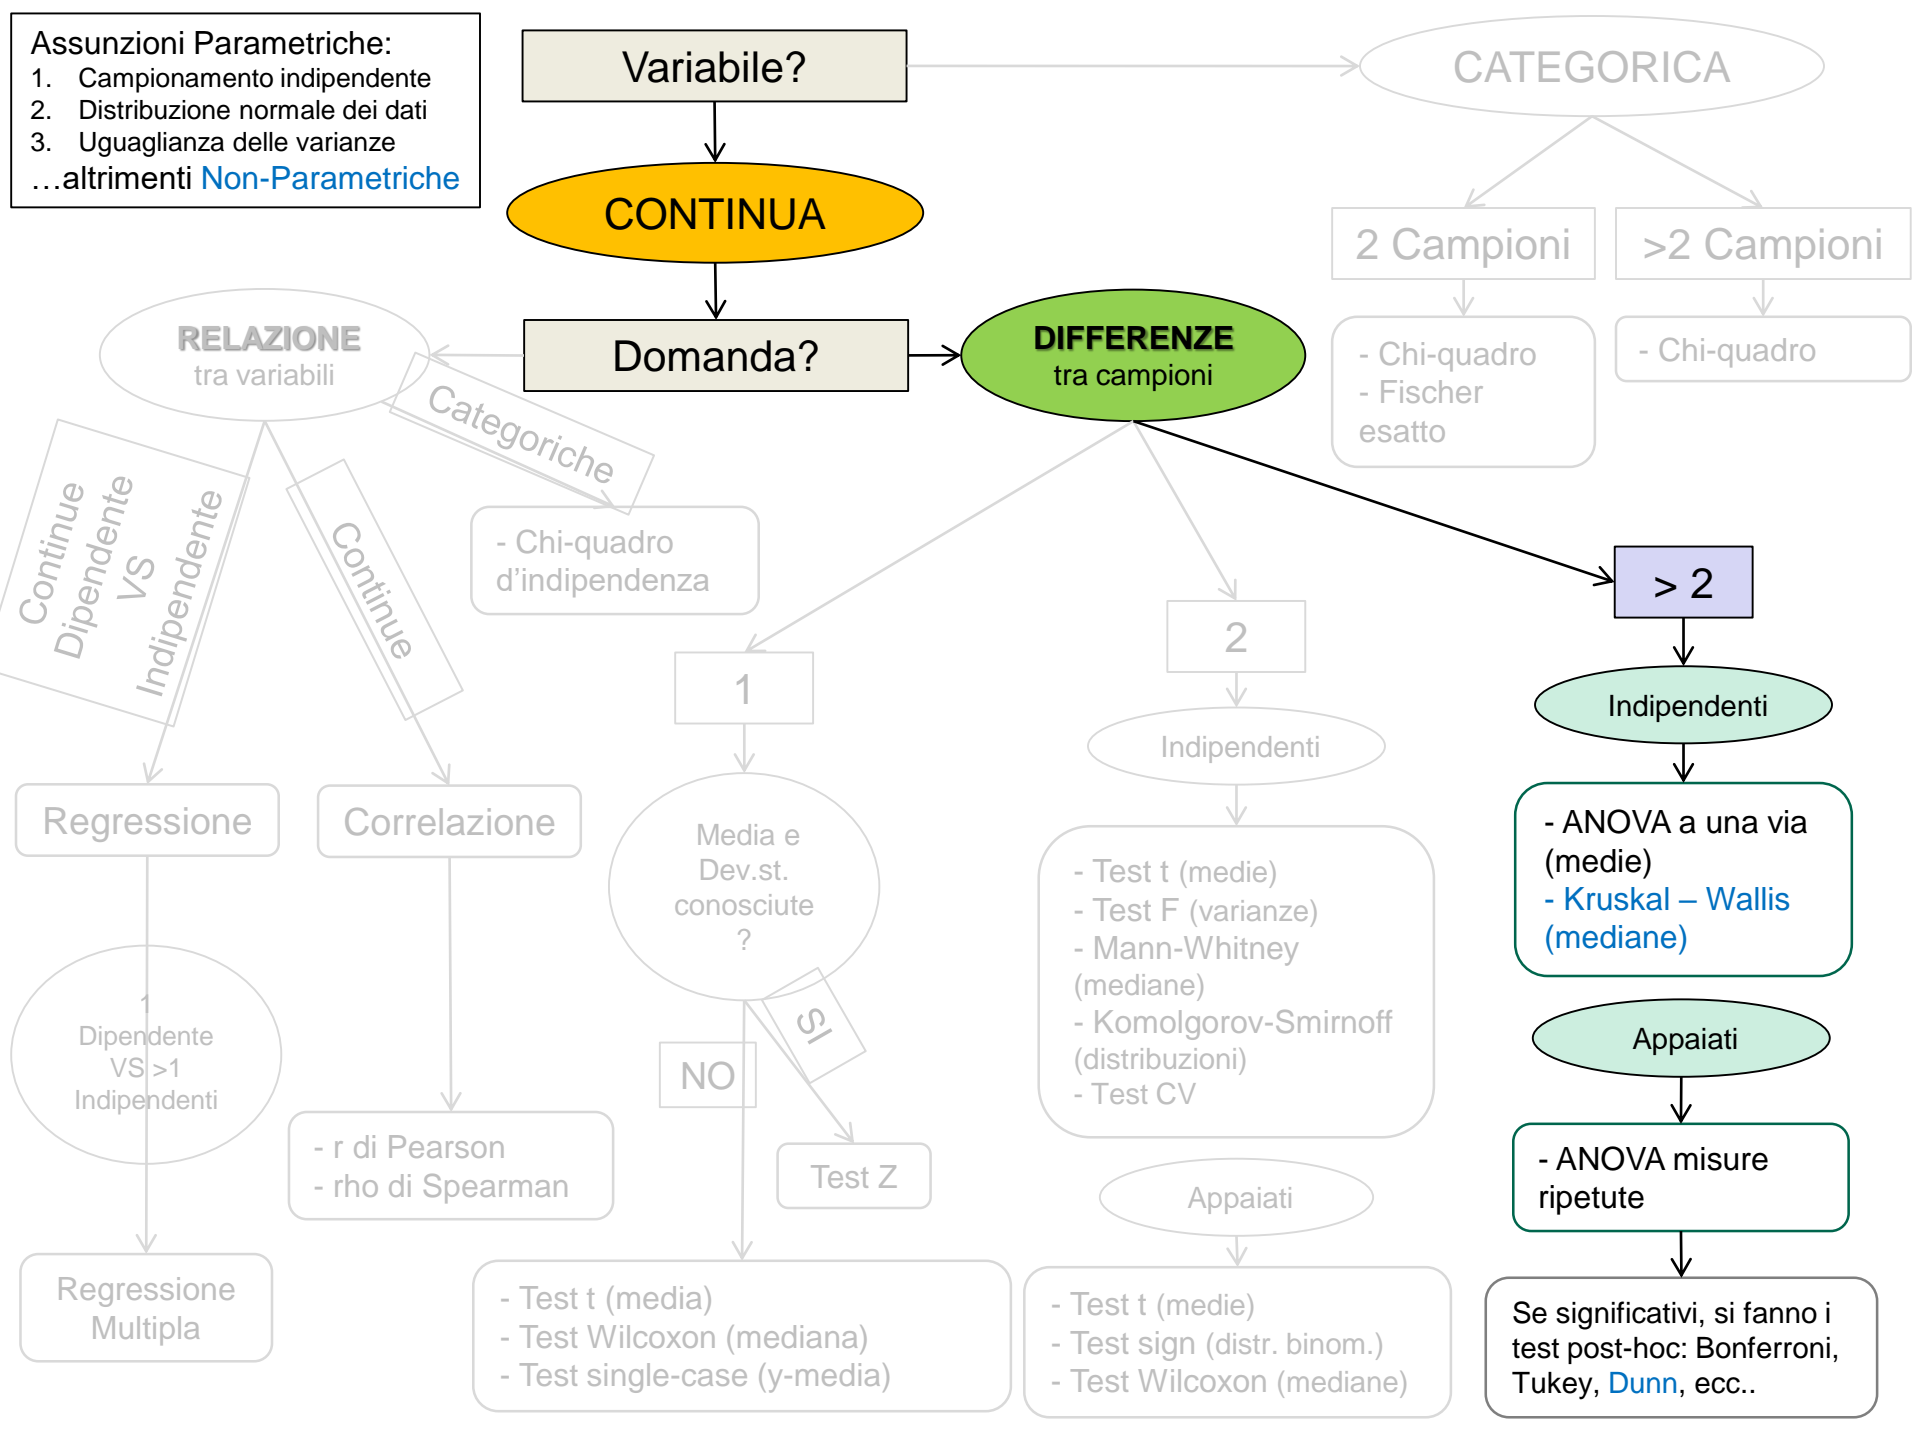 Assunzioni Parametriche:
1. Campionamento indipendente
2. Distribuzione normale dei dati
3. Uguaglianza delle varianze
…altrimenti Non-Parametriche
Variabile?
CATEGORICA
CONTINUA
2 Campioni
>2 Campioni
- Chi-quadro
- Fischer
esatto
- Chi-quadro
Domanda?
RELAZIONE
tra variabili
DIFFERENZE
tra campioni
Categoriche
Continue
Dipendente
VS
Indipendente
Continue
- Chi-quadro
d'indipendenza
1
2
> 2
Indipendenti
Indipendenti
Regressione
Correlazione
Media e
Dev.st.
conosciute
?
SI
NO
- Test t (medie)
- Test F (varianze)
- Mann-Whitney
(mediane)
- Komolgorov-Smirnoff
(distribuzioni)
- Test CV
- ANOVA a una via
(medie)
- Kruskal – Wallis
(mediane)
1
Dipendente
VS >1
Indipendenti
- r di Pearson
- rho di Spearman
Test Z
Appaiati
Appaiati
- ANOVA misure
ripetute
Regressione
Multipla
- Test t (media)
- Test Wilcoxon (mediana)
- Test single-case (y-media)
- Test t (medie)
- Test sign (distr. binom.)
- Test Wilcoxon (mediane)
Se significativi, si fanno i
test post-hoc: Bonferroni,
Tukey, Dunn, ecc..